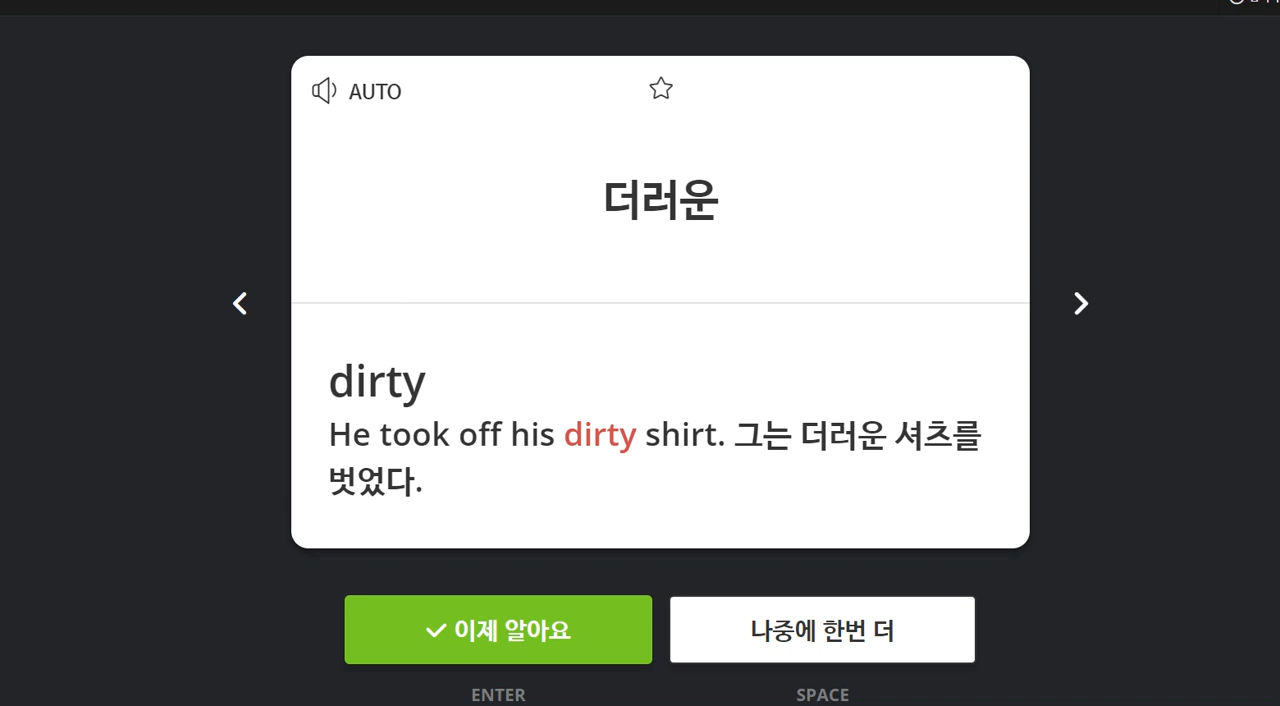 AUTO
더러운
dirty
He took off his dirty shirt. 그는 더러운 셔츠를
벗었다.
이제 알아요
나중에 한번 더
ENTER
SPACE